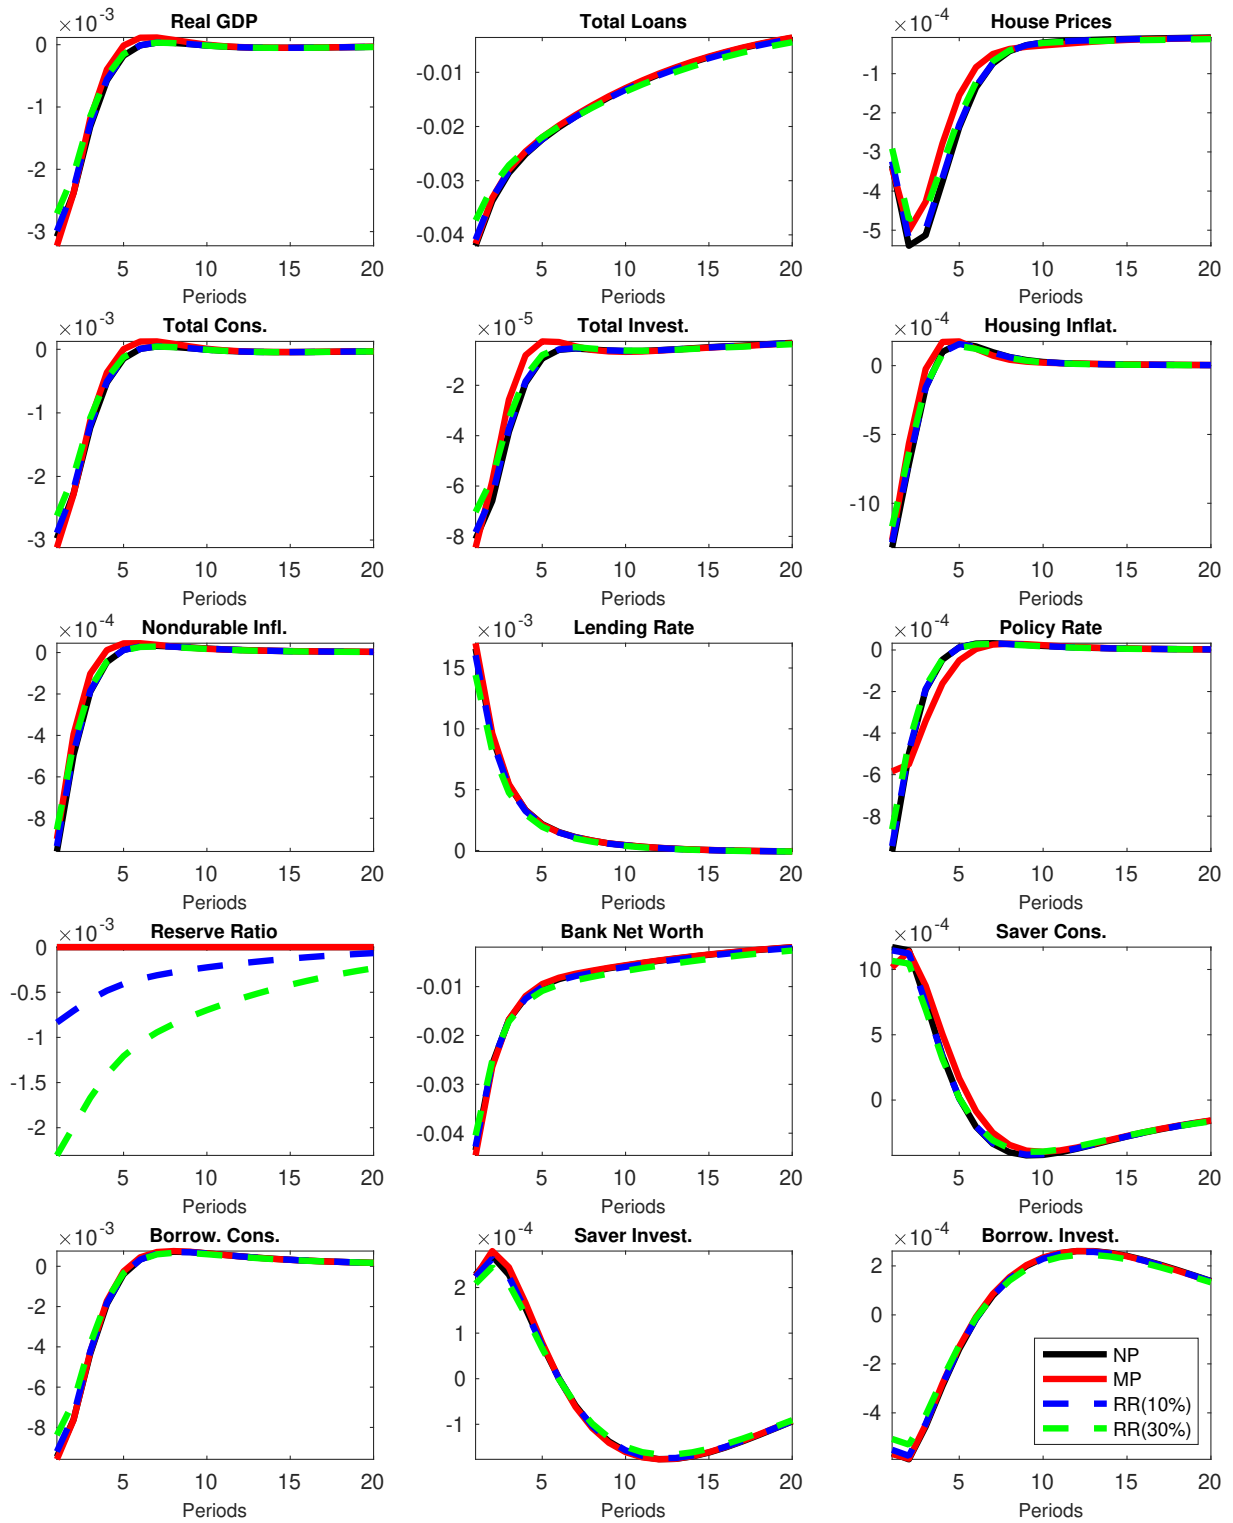 Real GDP
×10-3
0
-1
-2
-3
5 10 15 20
Periods
Total Loans
-0.01
-0.02
-0.03
-0.04
5 10 15 20
Periods
House Prices
×10-4
-1
-2
-3
-4
-5
5 10 15 20
Periods
Total Cons.
×10-3
0
-1
-2
-3
5 10 15 20
Periods
Total Invest.
×10-5
-2
-4
-6
-8
5 10 15 20
Periods
Housing Inflat.
×10-4
0
-5
-10
5 10 15 20
Periods
Nondurable Infl.
×10-4
0
-2
-4
-6
-8
5 10 15 20
Periods
Lending Rate
×10-3
15
10
5
0
5 10 15 20
Periods
Policy Rate
×10-4
0
-2
-4
-6
-8
5 10 15 20
Periods
Reserve Ratio
×10-3
0
-0.5
-1
-1.5
-2
5 10 15 20
Periods
Bank Net Worth
-0.01
-0.02
-0.03
-0.04
5 10 15 20
Periods
Saver Cons.
×10-4
10
5
0
5 10 15 20
Periods
Borrow. Cons.
×10-3
0
-2
-4
-6
-8
5 10 15 20
Periods
Saver Invest.
×10-4
2
1
0
-1
5 10 15 20
Periods
Borrow. Invest.
×10-4
2
0
-2
-4
NP
MP
RR(10%)
RR(30%)
5 10 15 20
Periods